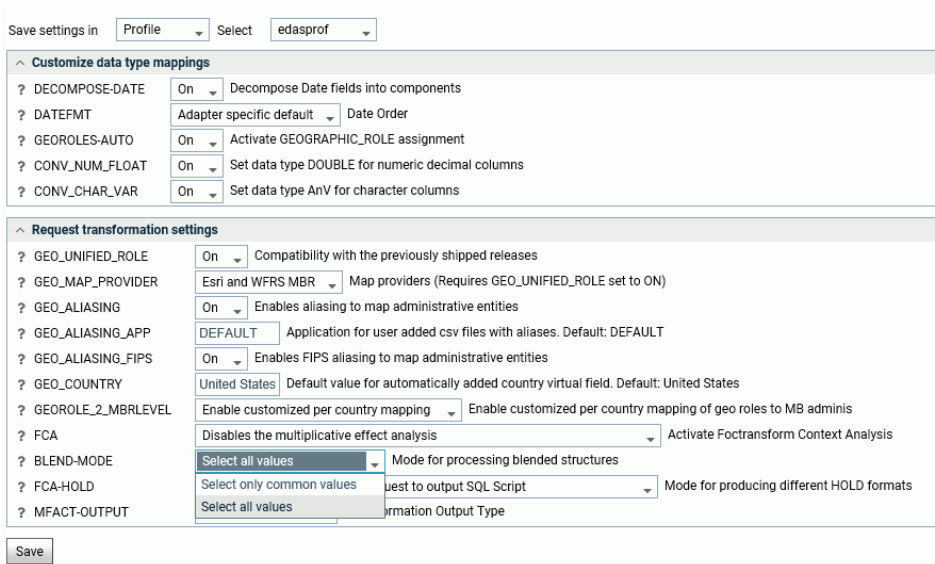 Save settings in Profile Select edasprof
Customize data type mappings
? DECOMPOSE-DATE On Decompose Date fields into components
? DATEFMT Adapter specific default Date Order
? GEOROLES-AUTO On Activate GEOGRAPHIC_ROLE assignment
? CONV_NUM_FLOAT On Set data type DOUBLE for numeric decimal columns
? CONV_CHAR_VAR On Set data type AnV for character columns
Request transformation settings
? GEO_UNIFIED_ROLE On Compatibility with the previously shipped releases
? GEO_MAP_PROVIDER Esri and WFRS MBR Map providers (Requires GEO_UNIFIED_ROLE set to ON)
? GEO_ALIASING On Enables aliasing to map administrative entities
? GEO_ALIASING_APP DEFAULT Application for user added csv files with aliases. Default: DEFAULT
? GEO_ALIASING_FIPS On Enables FIPS aliasing to map administrative entities
? GEO_COUNTRY United States Default value for automatically added country virtual field. Default: United States
? GEOROLE_2_MBRLEVEL Enable customized per country mapping Enable customized per country mapping of geo roles to MB adminis
? FCA Disables the multiplicative effect analysis Activate Foctransform Context Analysis
? BLEND-MODE Select all values Mode for processing blended structures
Select only common values
? FCA-HOLD uest to output SQL Script Mode for producing different HOLD formats
Select all values
? MFACT-OUTPUT rmation Output Type
Save